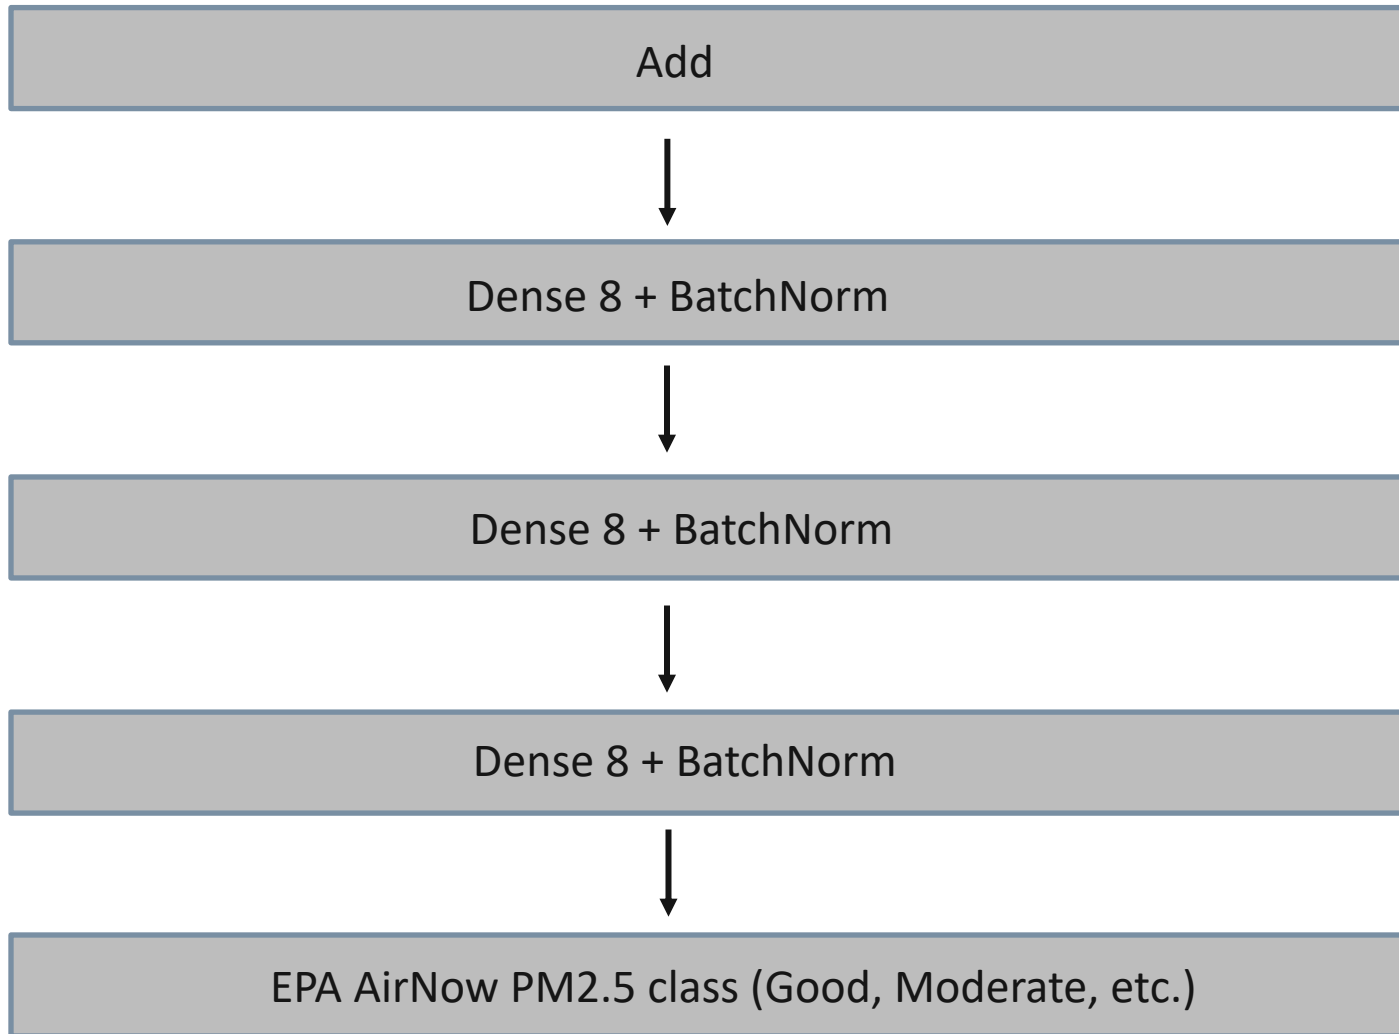 Add
Dense 8 + BatchNorm
Dense 8 + BatchNorm
Dense 8 + BatchNorm
EPA AirNow PM2.5 class (Good, Moderate, etc.)